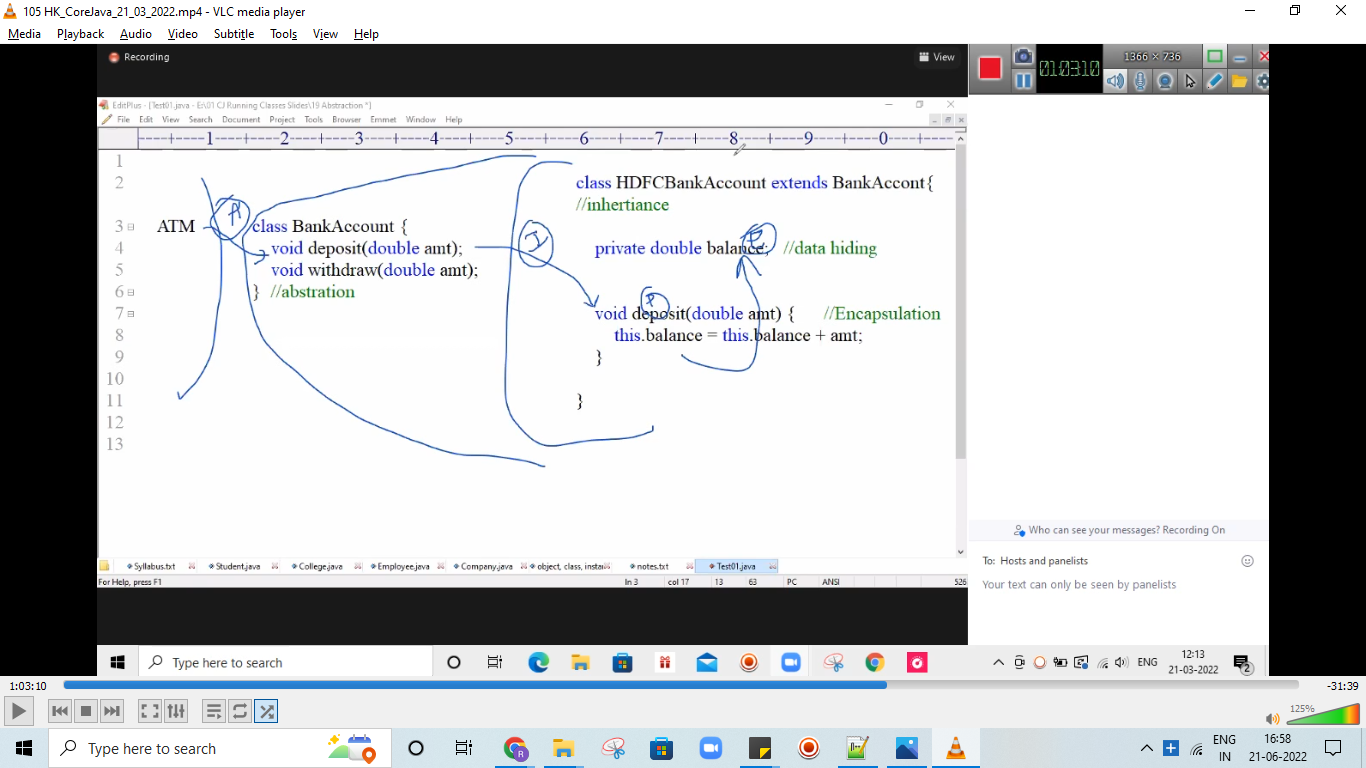 105 HK_CoreJava_21_03_2022.mp4 - VLC media player
Media Playback Audio Video Subtitle Tools View Help
Recording
View
1366 × 736
01:03:10
EditPlus - [Test01.java - E:\01 CJ Running Classes Slides\19 Abstraction *]
File Edit View Search Document Project Tools Browser Emmet Window Help
----+----1----+----2----+----3----+----4----+----5----+----6----+----7----+----8----+----9----+----0----+---
1
2 class HDFCBankAccount extends BankAccont{
//inhertiance
3 ATM A class BankAccount {
4 void deposit(double amt); I private double balance; E //data hiding
5 void withdraw(double amt);
6 } //abstration
P
7 void deposit(double amt) { //Encapsulation
8 this.balance = this.balance + amt;
9 }
10
11 }
12
13
Who can see your messages? Recording On
To: Hosts and panelists
Your text can only be seen by panelists
Syllabus.txt Student.java College.java Employee.java Company.java object, class, insta notes.txt Test01.java
For Help, press F1 ln 3 col 17 13 63 PC ANSI 526
Type here to search
ENG
12:13
21-03-2022
2
1:03:10 -31:39
125%
Type here to search
R
ENG
IN
16:58
21-06-2022